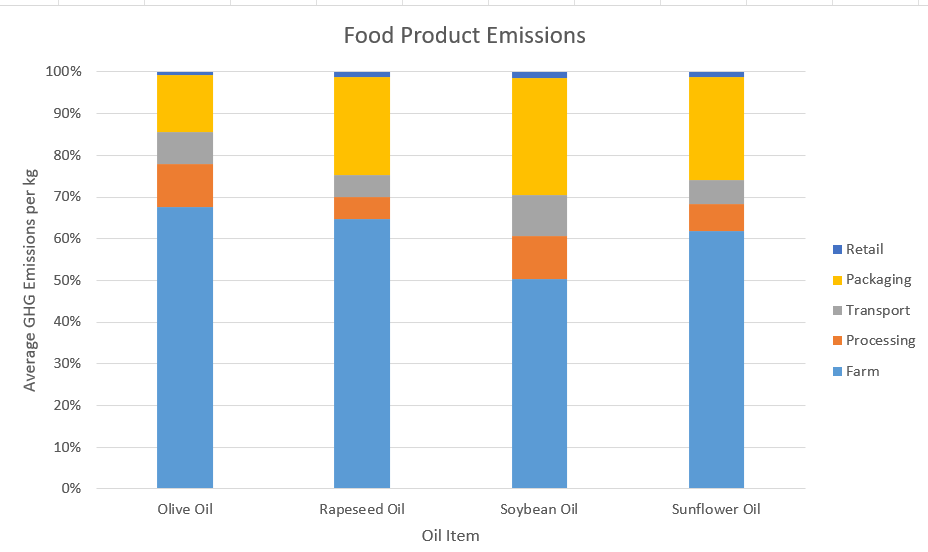 Food Product Emissions
100%
90%
80%
70%
60%
50%
40%
30%
20%
10%
0%
Average GHG Emissions per kg
Olive Oil
Rapeseed Oil
Soybean Oil
Sunflower Oil
Oil Item
Retail
Packaging
Transport
Processing
Farm